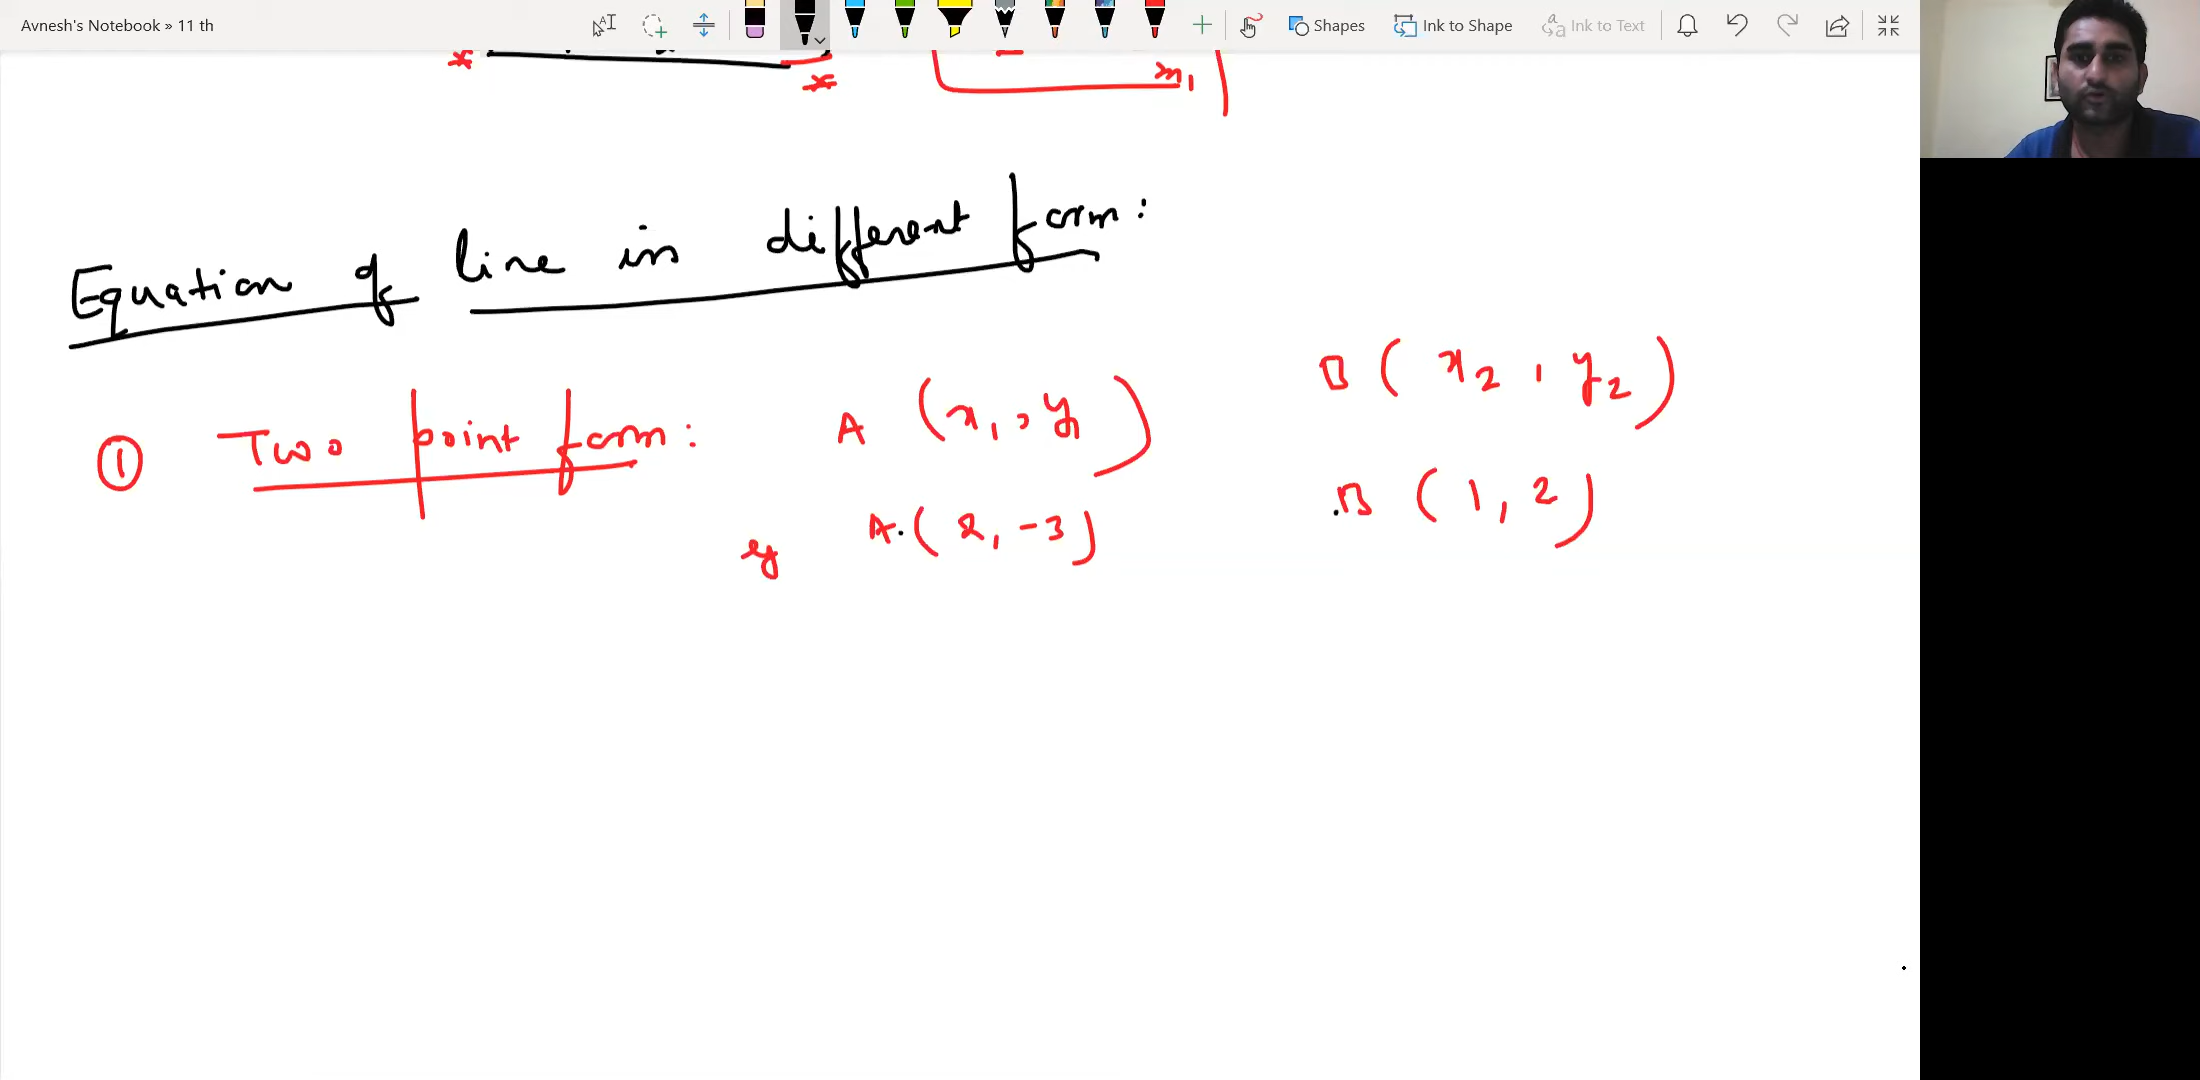 Avnesh's Notebook » 11 th
Shapes Ink to Shape Ink to Text
m1
Equation of line in different form:
① Two point form: A (x1, y1) B (x2, y2)
eg A (2, -3) B (1, 2)